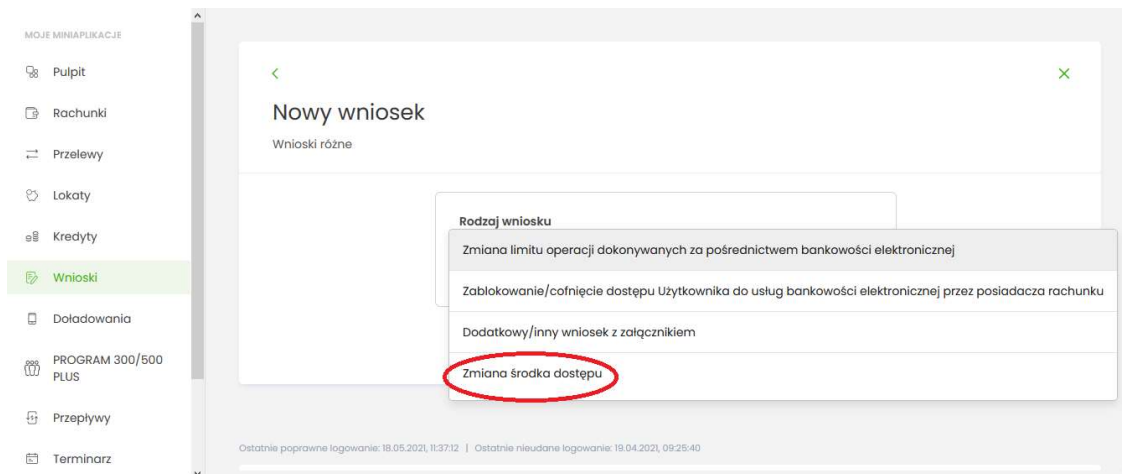 MOJE MINIAPLIKACJE
Pulpit
Rachunki
Przelewy
Lokaty
Kredyty
Wnioski
Doładowania
PROGRAM 300/500
PLUS
Przepływy
Terminarz
Nowy wniosek
Wnioski różne
Rodzaj wniosku
Zmiana limitu operacji dokonywanych za pośrednictwem bankowości elektronicznej
Zablokowanie/cofnięcie dostępu Użytkownika do usług bankowości elektronicznej przez posiadacza rachunku
Dodatkowy/inny wniosek z załącznikiem
Zmiana środka dostępu
Ostatnie poprawne logowanie: 18.05.2021, 11:37:12 | Ostatnie nieudane logowanie: 19.04.2021, 09:25:40